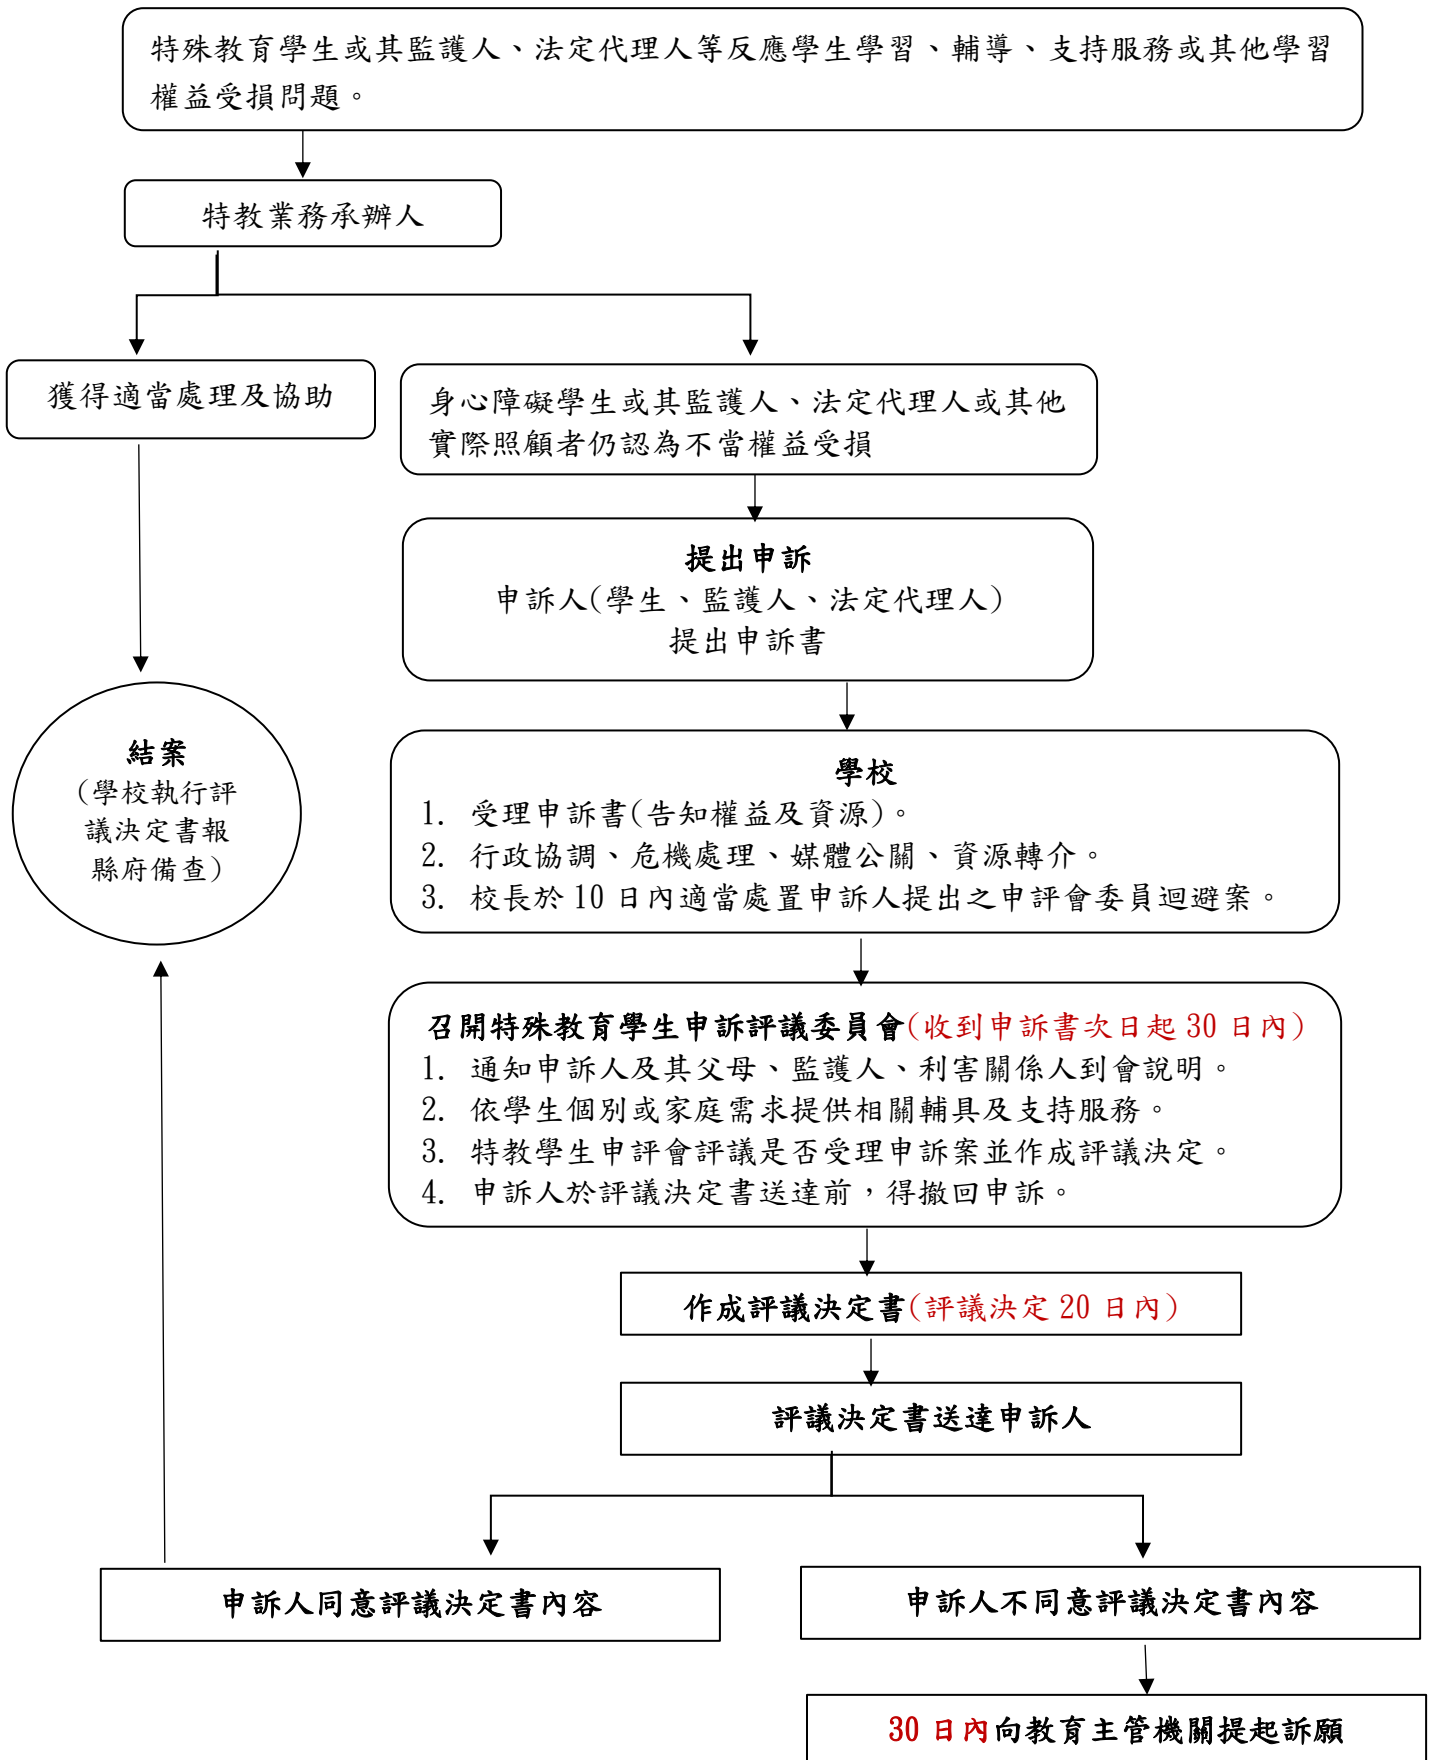 特殊教育學生或其監護人、法定代理人等反應學生學習、輔導、支持服務或其他學習
權益受損問題。
特教業務承辦人
獲得適當處理及協助
身心障礙學生或其監護人、法定代理人或其他
實際照顧者仍認為不當權益受損
提出申訴
申訴人(學生、監護人、法定代理人)
提出申訴書
結案
(學校執行評
議決定書報
縣府備查)
學校
1. 受理申訴書(告知權益及資源)。
2. 行政協調、危機處理、媒體公關、資源轉介。
3. 校長於 10 日內適當處置申訴人提出之申評會委員迴避案。
召開特殊教育學生申訴評議委員會(收到申訴書次日起 30 日內)
1. 通知申訴人及其父母、監護人、利害關係人到會說明。
2. 依學生個別或家庭需求提供相關輔具及支持服務。
3. 特教學生申評會評議是否受理申訴案並作成評議決定。
4. 申訴人於評議決定書送達前，得撤回申訴。
作成評議決定書(評議決定 20 日內)
評議決定書送達申訴人
申訴人同意評議決定書內容
申訴人不同意評議決定書內容
30 日內向教育主管機關提起訴願